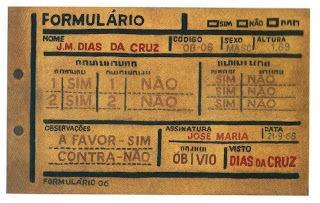 FORMULÁRIO SIM NÃO
NOME CÓDIGO SEXO ALTURA
J.M. DIAS DA CRUZ 08-06 MASC 1,69
1 SIM 1 NÃO SIM NÃO
SIM NÃO
2 SIM 2 NÃO SIM NÃO
OBSERVAÇÕES ASSINATURA DATA
A FAVOR - SIM JOSÉ MARIA 21-9-68
CONTRA - NÃO VISTO
OB VIO DIAS DA CRUZ
FORMULÁRIO 06